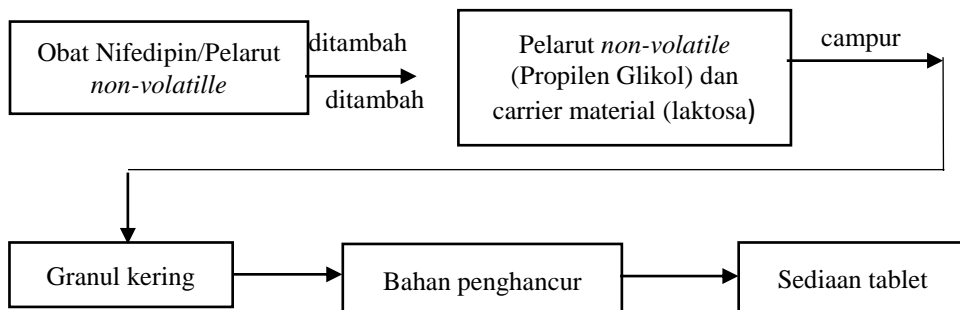 Obat Nifedipin/Pelarut
non-volatille
ditambah
ditambah
Pelarut non-volatile
(Propilen Glikol) dan
carrier material (laktosa)
campur
Granul kering
Bahan penghancur
Sediaan tablet